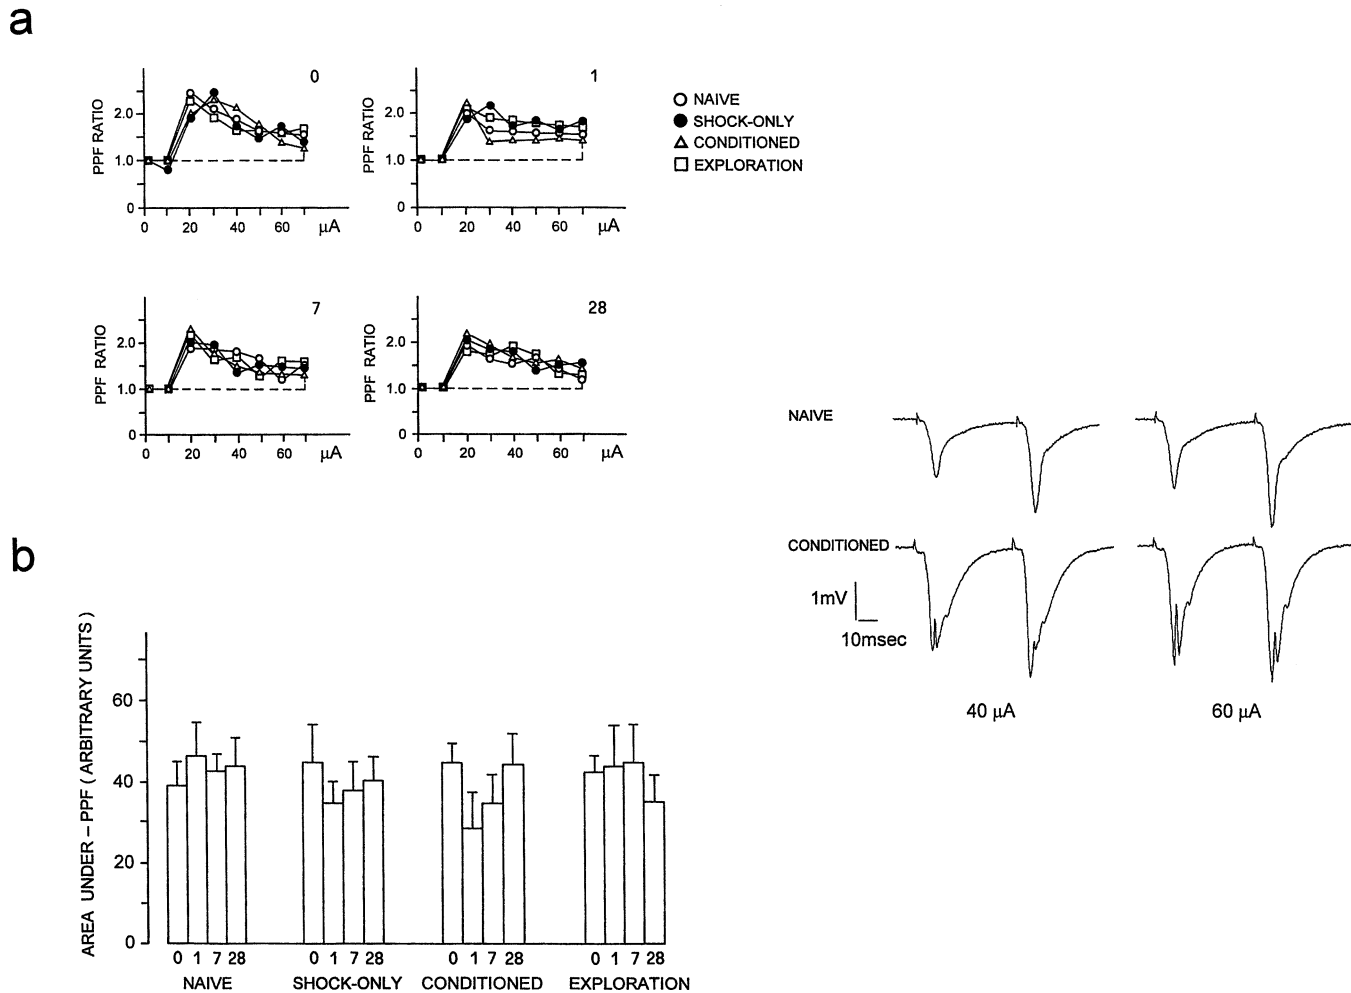 a
0
PPF RATIO
2.0
1.0
0
0 20 40 60 µA
1
PPF RATIO
2.0
1.0
0
0 20 40 60 µA
NAIVE
SHOCK-ONLY
CONDITIONED
EXPLORATION
7
PPF RATIO
2.0
1.0
0
0 20 40 60 µA
28
PPF RATIO
2.0
1.0
0
0 20 40 60 µA
NAIVE
CONDITIONED
1mV
10msec
40 µA
60 µA
b
AREA UNDER – PPF ( ARBITRARY UNITS )
60
40
20
0
0 1 7 28
0 1 7 28
0 1 7 28
0 1 7 28
NAIVE
SHOCK-ONLY
CONDITIONED
EXPLORATION